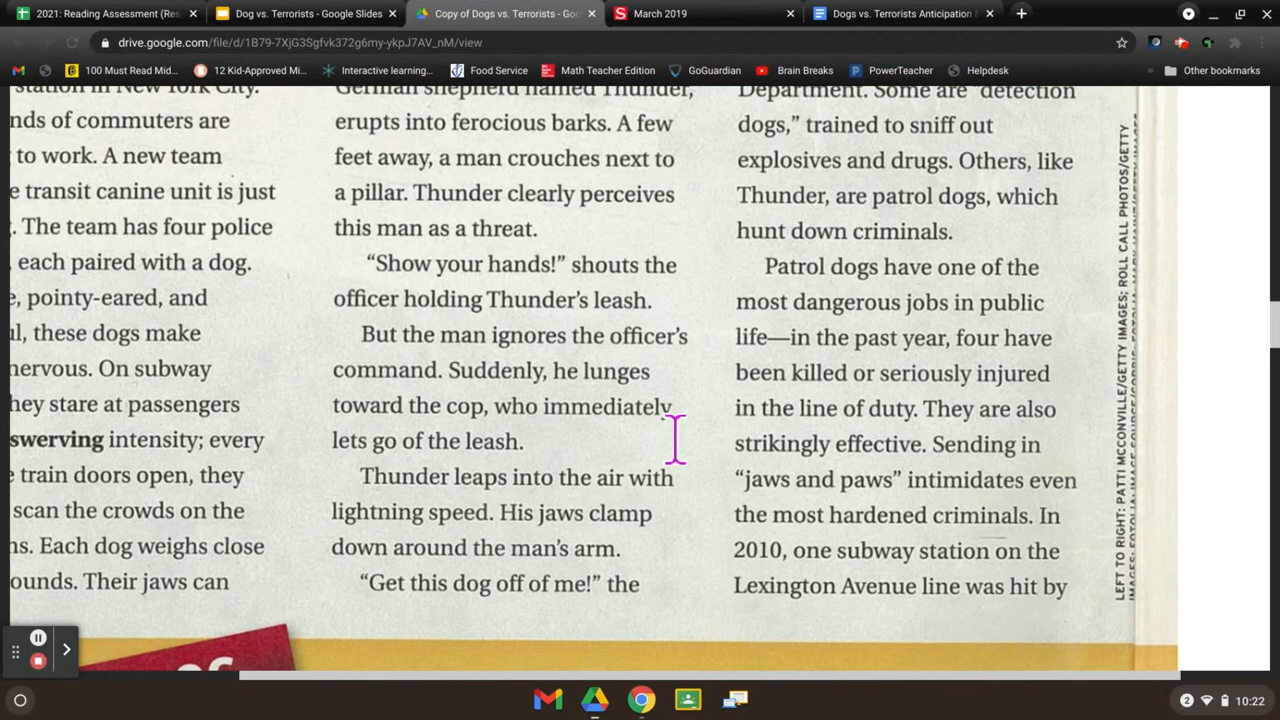 2021: Reading Assessment (Res
Dog vs. Terrorists - Google Slides
Copy of Dogs vs. Terrorists - Goo
March 2019
Dogs vs. Terrorists Anticipation
drive.google.com/file/d/1B79-7XjG3Sgfvk372g6my-ykpJ7AV_nM/view
100 Must Read Mid...
12 Kid-Approved Mi...
Interactive learning...
Food Service
Math Teacher Edition
GoGuardian
Brain Breaks
PowerTeacher
Helpdesk
»
Other bookmarks
station in New York City.
nds of commuters are
to work. A new team
e transit canine unit is just
. The team has four police
, each paired with a dog.
e, pointy-eared, and
ul, these dogs make
nervous. On subway
hey stare at passengers
swerving intensity; every
e train doors open, they
scan the crowds on the
ns. Each dog weighs close
ounds. Their jaws can
German shepherd named Thunder,
erupts into ferocious barks. A few
feet away, a man crouches next to
a pillar. Thunder clearly perceives
this man as a threat.
“Show your hands!” shouts the
officer holding Thunder’s leash.
But the man ignores the officer’s
command. Suddenly, he lunges
toward the cop, who immediately
lets go of the leash.
Thunder leaps into the air with
lightning speed. His jaws clamp
down around the man’s arm.
“Get this dog off of me!” the
Department. Some are “detection
dogs,” trained to sniff out
explosives and drugs. Others, like
Thunder, are patrol dogs, which
hunt down criminals.
Patrol dogs have one of the
most dangerous jobs in public
life—in the past year, four have
been killed or seriously injured
in the line of duty. They are also
strikingly effective. Sending in
“jaws and paws” intimidates even
the most hardened criminals. In
2010, one subway station on the
Lexington Avenue line was hit by
LEFT TO RIGHT: PATTI MCCONVILLE/GETTY IMAGES; ROLL CALL PHOTOS/GETTY
2
10:22